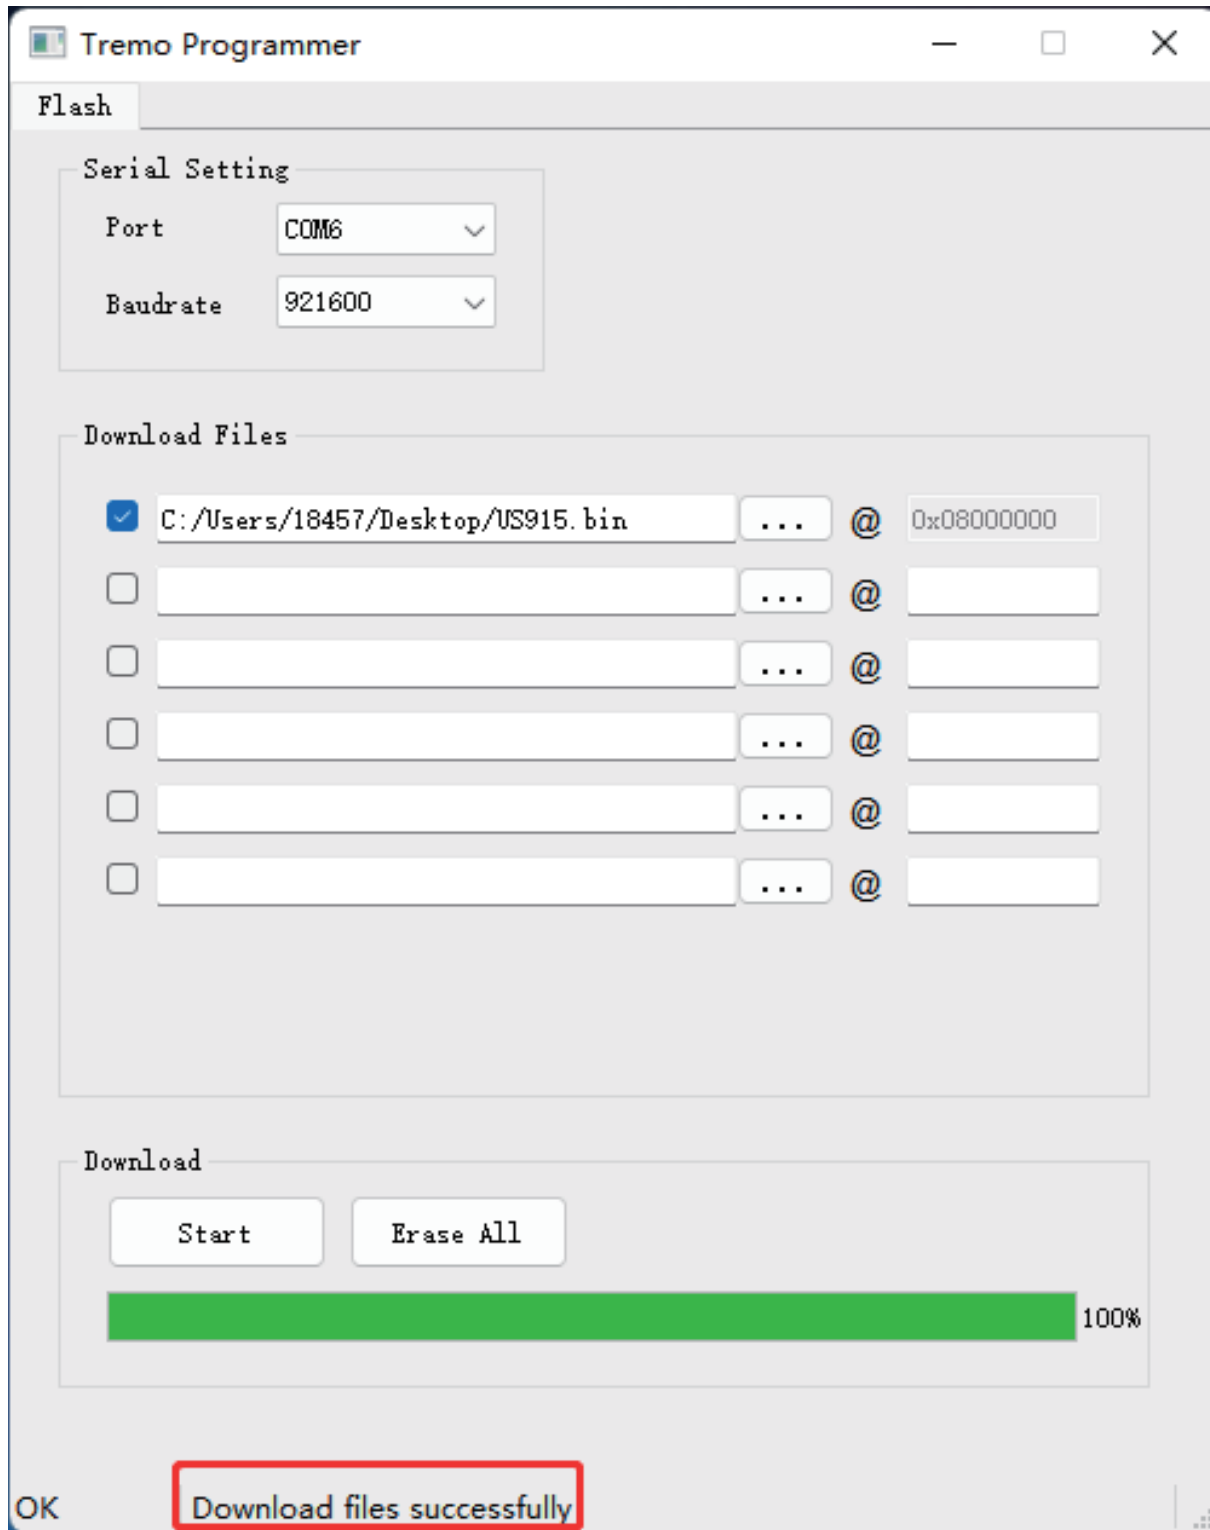 Tremo Programmer
Flash
Serial Setting
Port COM6
Baudrate 921600
Download Files
C:/Users/18457/Desktop/US915.bin ... @ 0x08000000
... @
... @
... @
... @
... @
Download
Start Erase All
100%
OK Download files successfully